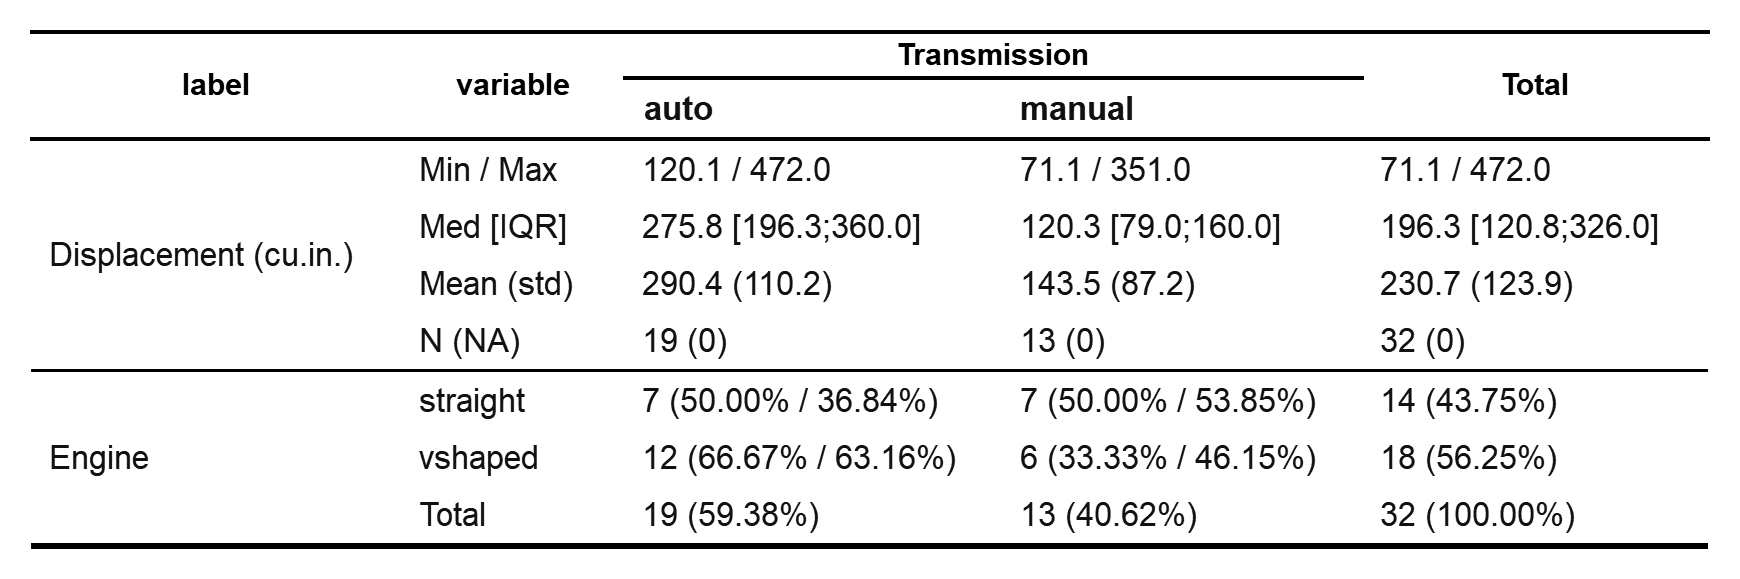 label variable Transmission Total
auto manual
Displacement (cu.in.) Min / Max 120.1 / 472.0 71.1 / 351.0 71.1 / 472.0
Med [IQR] 275.8 [196.3;360.0] 120.3 [79.0;160.0] 196.3 [120.8;326.0]
Mean (std) 290.4 (110.2) 143.5 (87.2) 230.7 (123.9)
N (NA) 19 (0) 13 (0) 32 (0)
Engine straight 7 (50.00% / 36.84%) 7 (50.00% / 53.85%) 14 (43.75%)
vshaped 12 (66.67% / 63.16%) 6 (33.33% / 46.15%) 18 (56.25%)
Total 19 (59.38%) 13 (40.62%) 32 (100.00%)